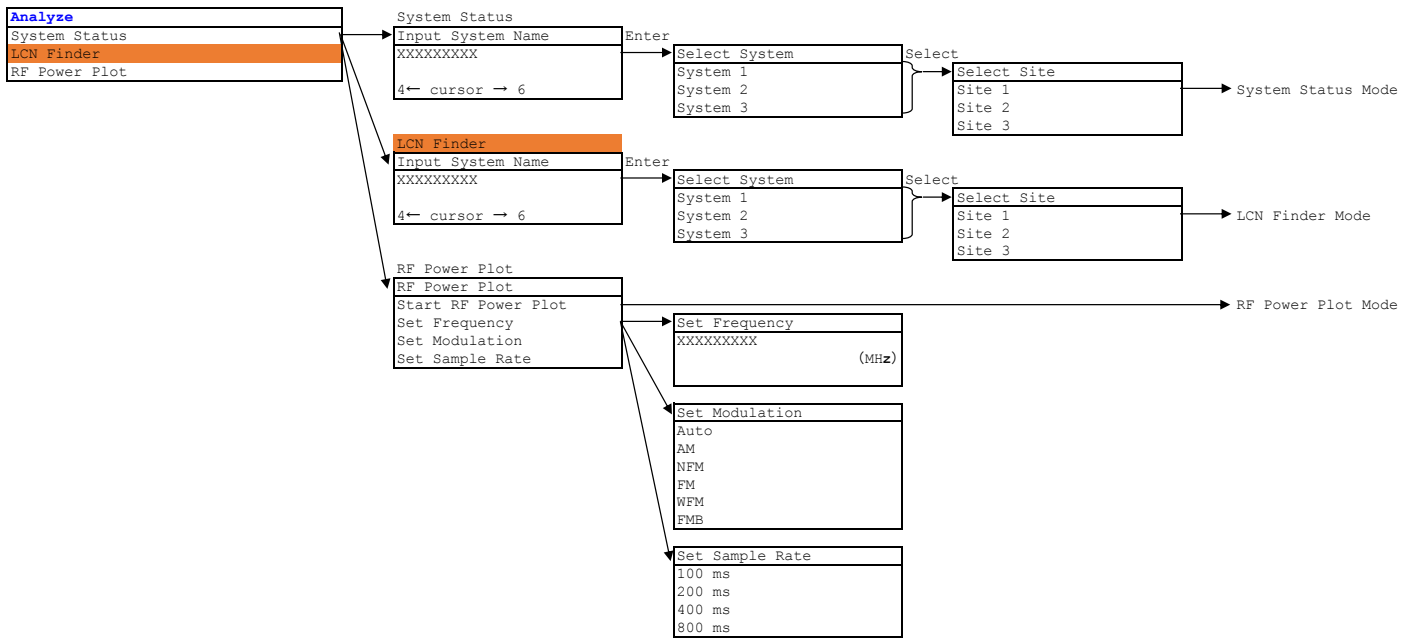 Analyze
System Status
LCN Finder
RF Power Plot
System Status
Input System Name
XXXXXXXXX
4← cursor → 6
Enter
Select System
System 1
System 2
System 3
Select
Select Site
Site 1
Site 2
Site 3
System Status Mode
LCN Finder
Input System Name
XXXXXXXXX
4← cursor → 6
Enter
Select System
System 1
System 2
System 3
Select
Select Site
Site 1
Site 2
Site 3
LCN Finder Mode
RF Power Plot
RF Power Plot
Start RF Power Plot
Set Frequency
Set Modulation
Set Sample Rate
RF Power Plot Mode
Set Frequency
XXXXXXXXX
(MHz)
Set Modulation
Auto
AM
NFM
FM
WFM
FMB
Set Sample Rate
100 ms
200 ms
400 ms
800 ms